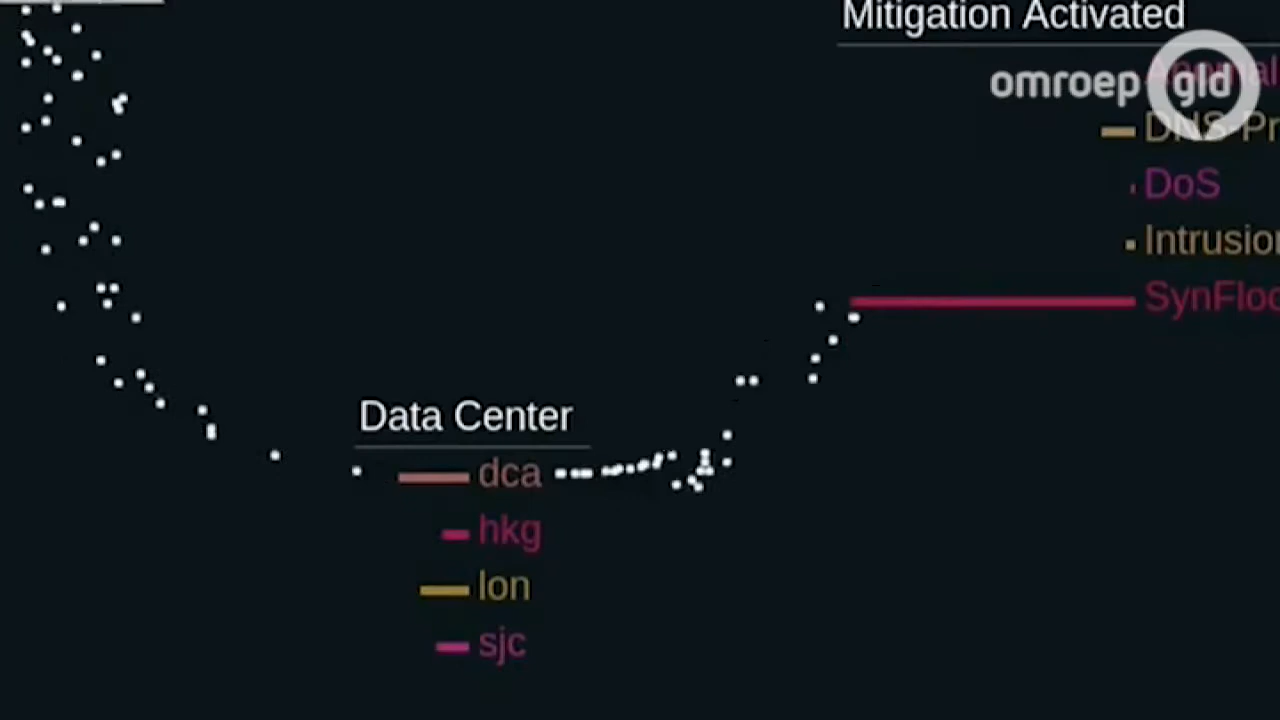 Mitigation Activated
omroep gld
DoS
Data Center
dca
hkg
lon
sjc